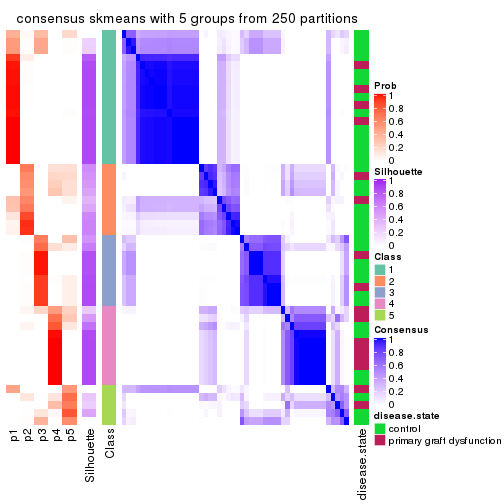 consensus skmeans with 5 groups from 250 partitions
p1
p2
p3
p4
p5
Silhouette
Class
disease.state
Prob
1
0.8
0.6
0.4
0.2
0
Silhouette
1
0.8
0.6
0.4
0.2
0
Class
1
2
3
4
5
Consensus
1
0.8
0.6
0.4
0.2
0
disease.state
control
primary graft dysfunction